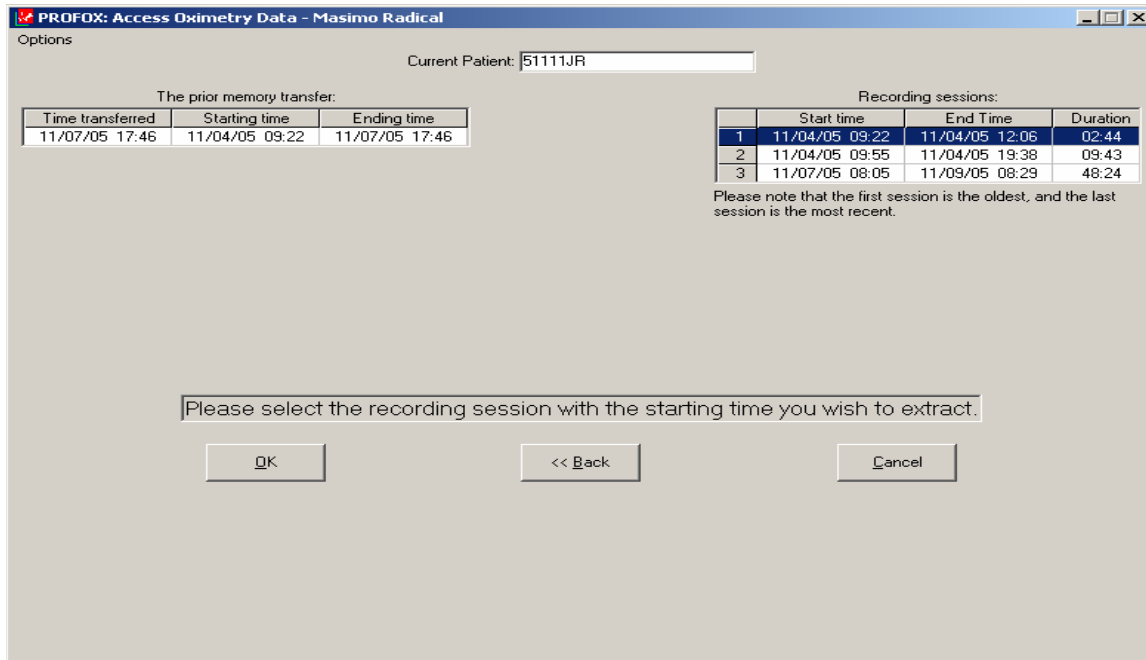 PROFOX: Access Oximetry Data - Masimo Radical
Options
Current Patient: 51111JR
The prior memory transfer:
Time transferred Starting time Ending time
11/07/05 17:46 11/04/05 09:22 11/07/05 17:46
Recording sessions:
Start time End Time Duration
1 11/04/05 09:22 11/04/05 12:06 02:44
2 11/04/05 09:55 11/04/05 19:38 09:43
3 11/07/05 08:05 11/09/05 08:29 48:24
Please note that the first session is the oldest, and the last
session is the most recent.
Please select the recording session with the starting time you wish to extract.
OK << Back Cancel